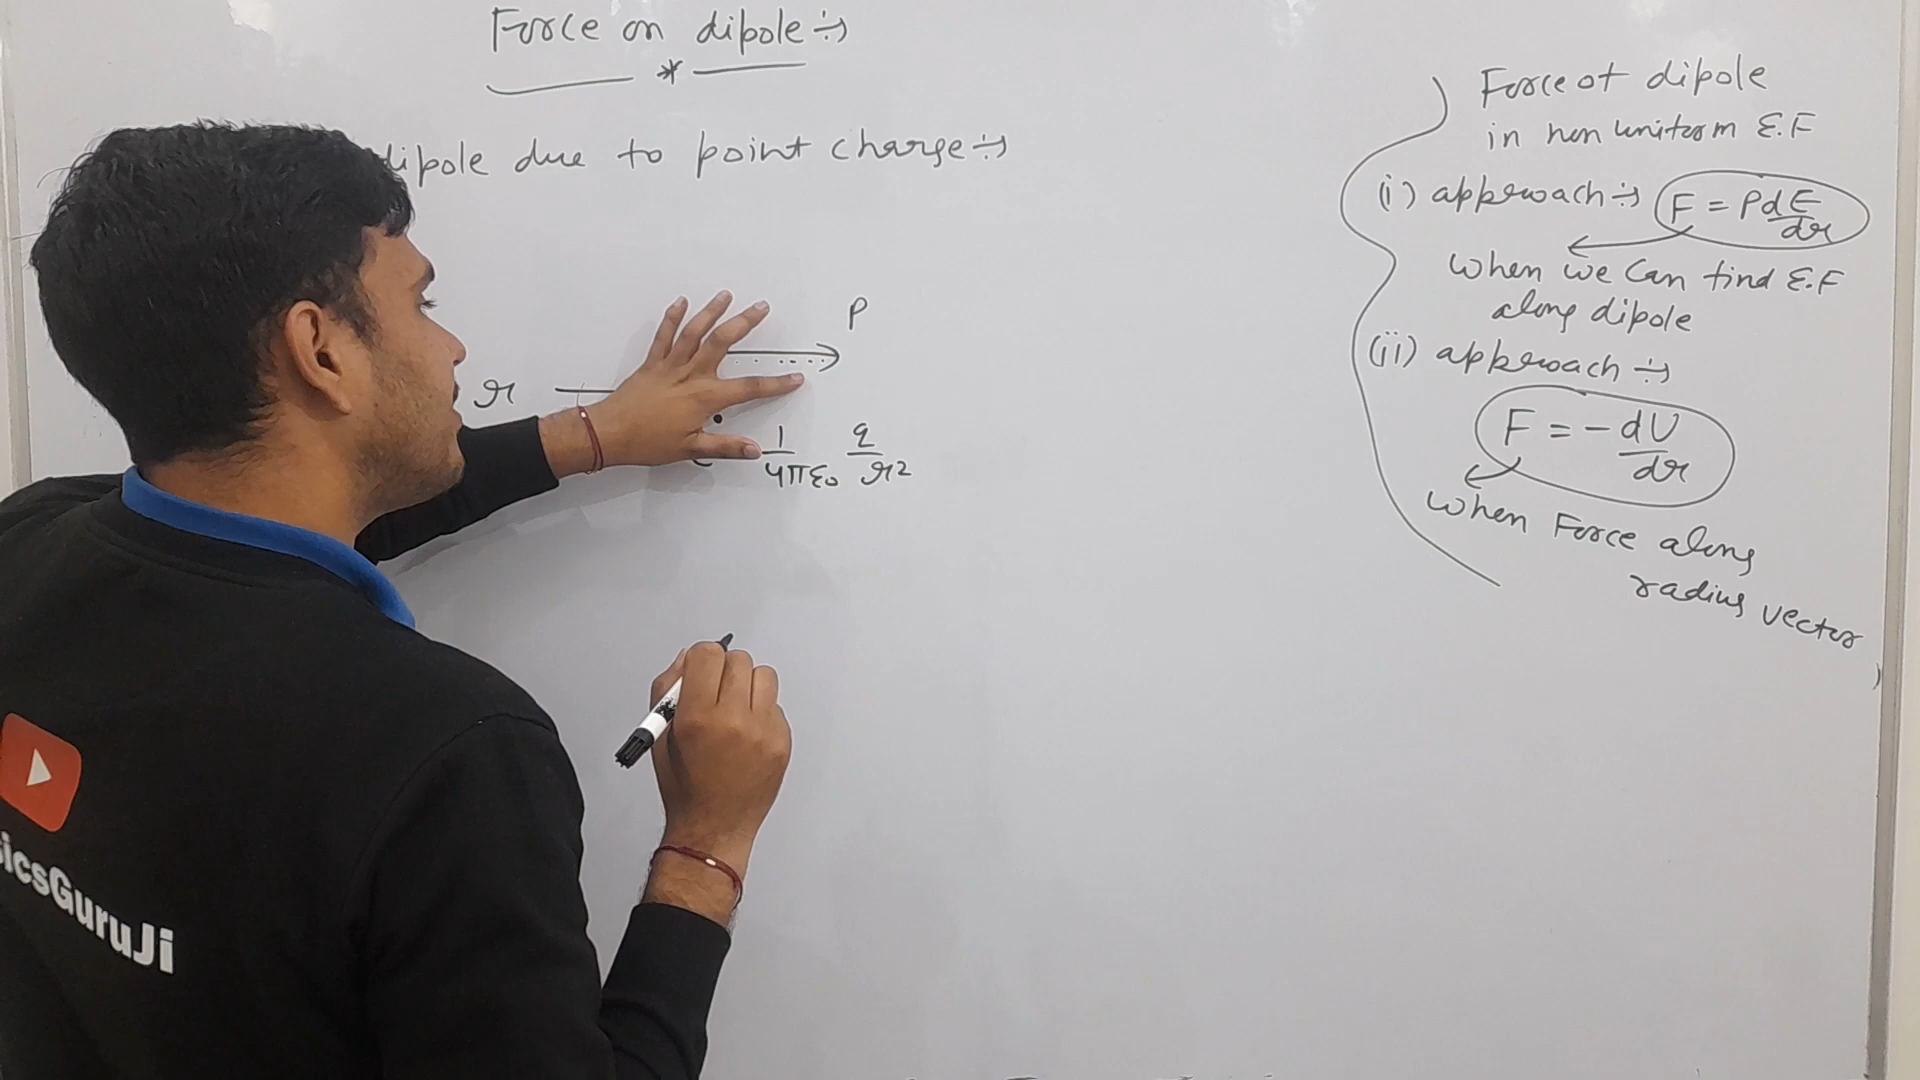 Force on dipole ÷
*
dipole due to point charge ÷
P
r
1/4πε0 q/r²
Force of dipole
in non uniform E.F
(i) approach ÷ F = PdE/dr
When we can find E.F
along dipole
(ii) approach ÷
F = -dU/dr
When Force along
radius vector
icsGuruJi